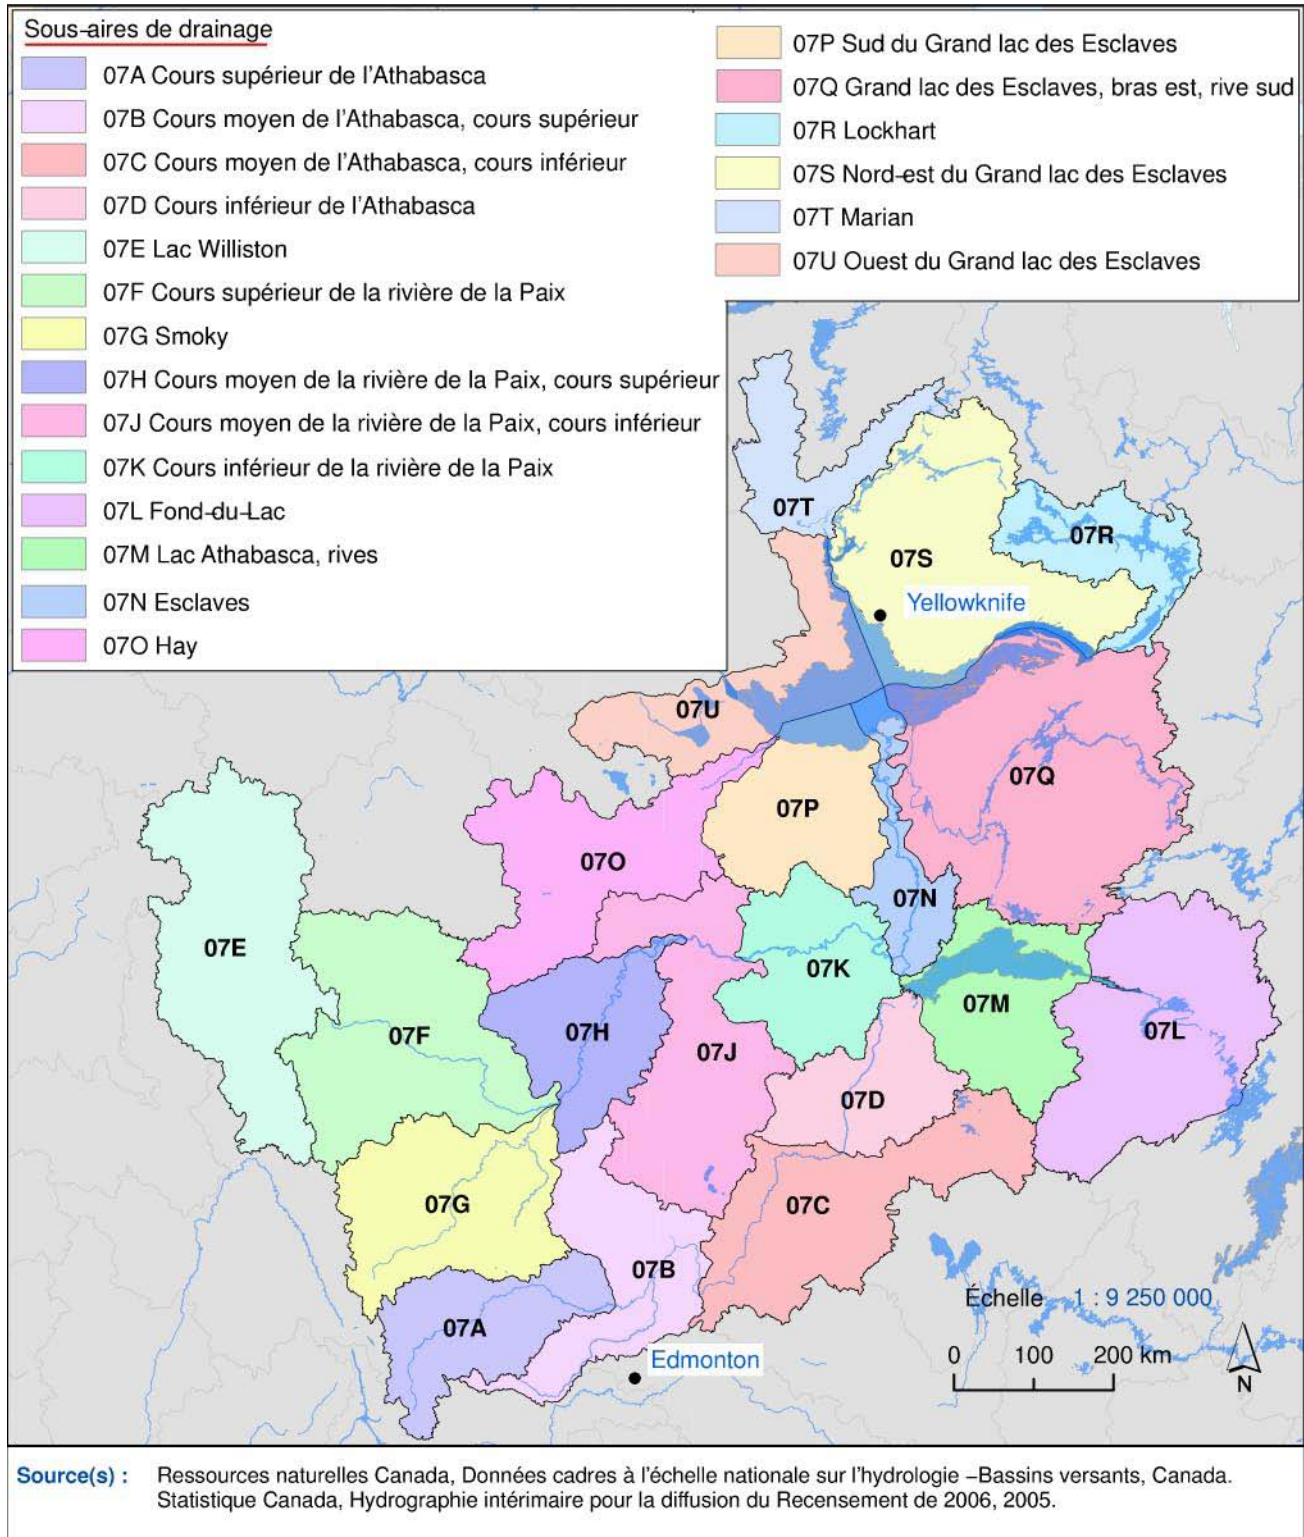 Sous-aires de drainage
07A Cours supérieur de l'Athabasca
07B Cours moyen de l'Athabasca, cours supérieur
07C Cours moyen de l'Athabasca, cours inférieur
07D Cours inférieur de l'Athabasca
07E Lac Williston
07F Cours supérieur de la rivière de la Paix
07G Smoky
07H Cours moyen de la rivière de la Paix, cours supérieur
07J Cours moyen de la rivière de la Paix, cours inférieur
07K Cours inférieur de la rivière de la Paix
07L Fond-du-Lac
07M Lac Athabasca, rives
07N Esclaves
07O Hay
07P Sud du Grand lac des Esclaves
07Q Grand lac des Esclaves, bras est, rive sud
07R Lockhart
07S Nord-est du Grand lac des Esclaves
07T Marian
07U Ouest du Grand lac des Esclaves
07T
07R
07S
Yellowknife
07U
07Q
07P
07O
07N
07E
07K
07M
07L
07F
07H
07J
07D
07G
07C
07B
07A
Edmonton
Échelle 1 : 9 250 000
0 100 200 km
N
Source(s) : Ressources naturelles Canada, Données cadres à l'échelle nationale sur l'hydrologie –Bassins versants, Canada.
Statistique Canada, Hydrographie intérimaire pour la diffusion du Recensement de 2006, 2005.